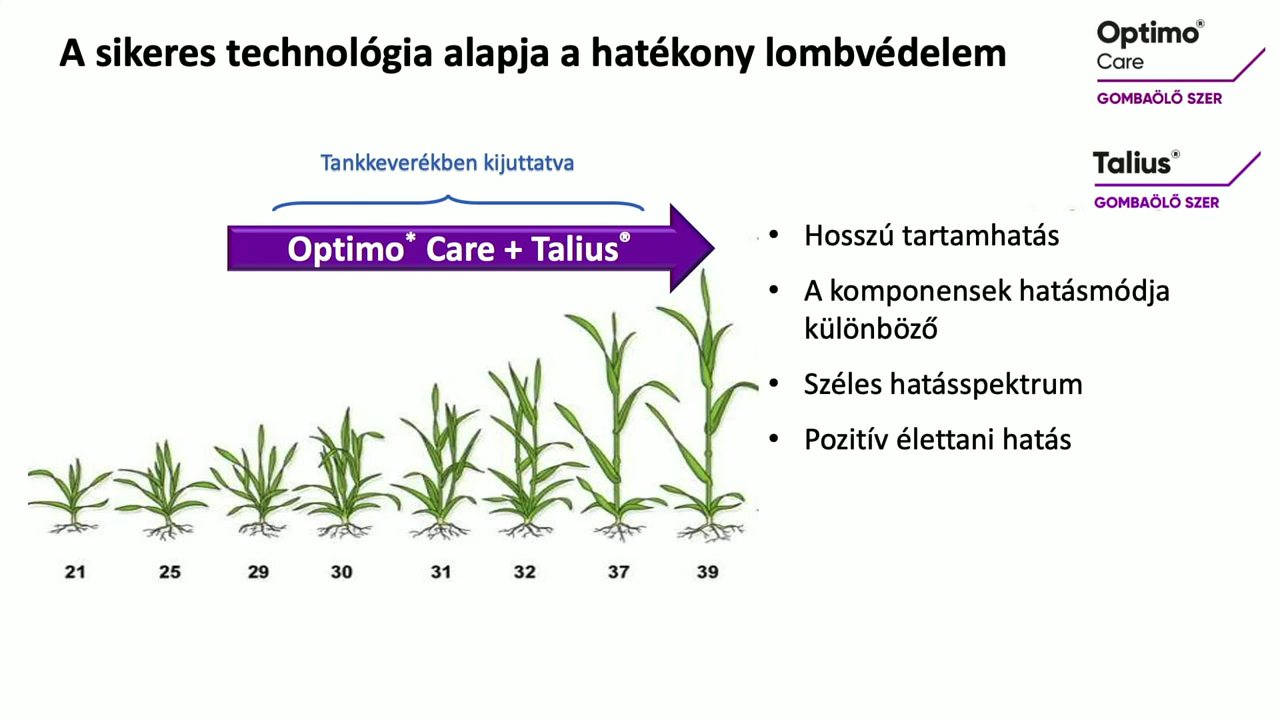 A sikeres technológia alapja a hatékony lombvédelem
Optimo®
Care
GOMBAÖLŐ SZER
Talius®
GOMBAÖLŐ SZER
Tankkeverékben kijuttatva
Optimo* Care + Talius®
• Hosszú tartamhatás
• A komponensek hatásmódja
különböző
• Széles hatásspektrum
• Pozitív élettani hatás
21 25 29 30 31 32 37 39